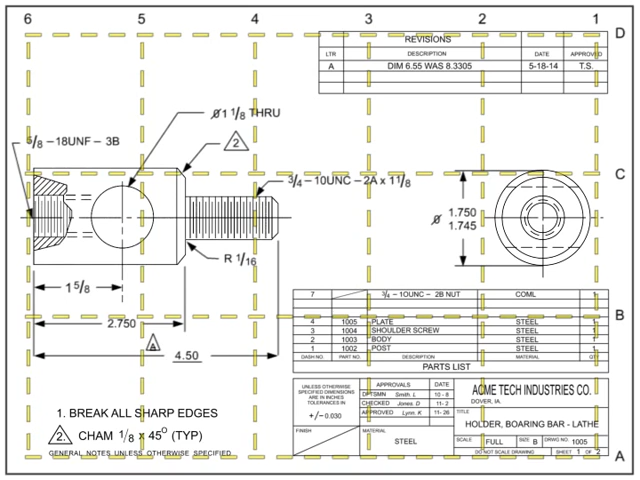 6 5 4 3 2 1
D
REVISIONS
LTR DESCRIPTION DATE APPROVED
A DIM 6.55 WAS 8.3305 5-18-14 T.S.
Ø1 1/8 THRU
2
5/8 – 18UNF – 3B
C
3/4 – 10UNC – 2A x 11/8
Ø 1.750
1.745
R 1/16
1 5/8
2.750
A
4.50
7 3/4 – 1OUNC – 2B NUT COML 1
B
4 1005 PLATE STEEL 1
3 1004 SHOULDER SCREW STEEL 1
2 1003 BODY STEEL 1
1 1002 POST STEEL 1
DASH NO. PART NO. DESCRIPTION MATERIAL QTY
PARTS LIST
UNLESS OTHERWISE
SPECIFIED DIMENSIONS
ARE IN INCHES
TOLERANCES IN
+/–0.030
FINISH
APPROVALS DATE
DFTSMN Smith. L 10 - 8
CHECKED Jones. D 11- 2
APPROVED Lynn. K 11- 26
MATERIAL
STEEL
ACME TECH INDUSTRIES CO.
DOVER, IA.
TITLE
HOLDER, BOARING BAR - LATHE
SCALE FULL SIZE B DRWG NO. 1005
DO NOT SCALE DRAWING SHEET 1 OF 2
1. BREAK ALL SHARP EDGES
2. CHAM 1/8 x 45O (TYP)
GENERAL NOTES UNLESS OTHERWISE SPECIFIED
A